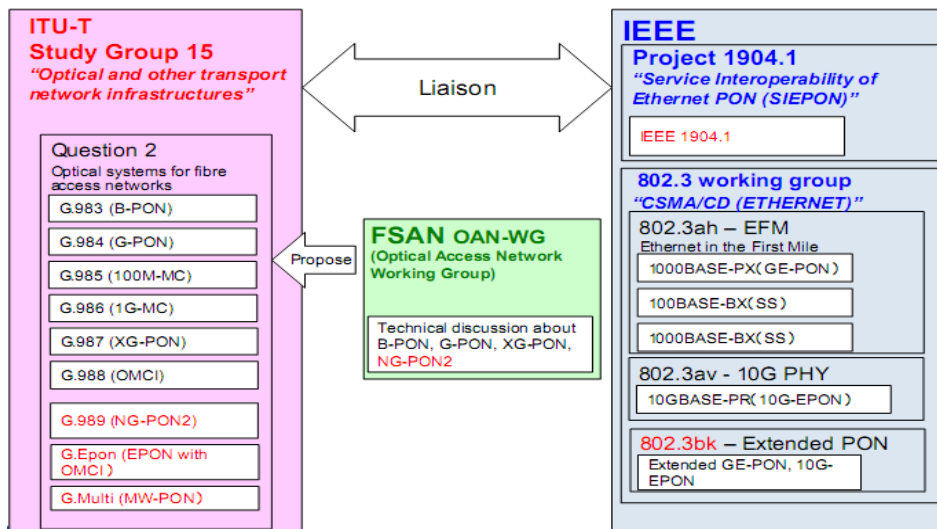 ITU-T
Study Group 15
“Optical and other transport
network infrastructures”
Question 2
Optical systems for fibre
access networks
G.983 (B-PON)
G.984 (G-PON)
G.985 (100M-MC)
G.986 (1G-MC)
G.987 (XG-PON)
G.988 (OMCI)
G.989 (NG-PON2)
G.Epon (EPON with
OMCI)
G.Multi (MW-PON)
Liaison
Propose
FSAN OAN-WG
(Optical Access Network
Working Group)
Technical discussion about
B-PON, G-PON, XG-PON,
NG-PON2
IEEE
Project 1904.1
“Service Interoperability of
Ethernet PON (SIEPON)”
IEEE 1904.1
802.3 working group
“CSMA/CD (ETHERNET)”
802.3ah – EFM
Ethernet in the First Mile
1000BASE-PX(GE-PON)
100BASE-BX(SS)
1000BASE-BX(SS)
802.3av - 10G PHY
10GBASE-PR(10G-EPON)
802.3bk – Extended PON
Extended GE-PON, 10G-
EPON